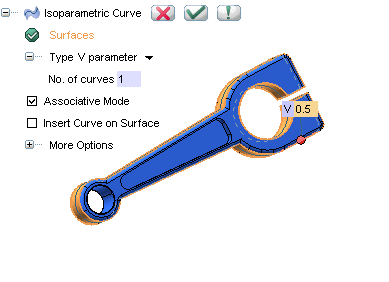 Isoparametric Curve
Surfaces
Type V parameter
No. of curves 1
Associative Mode
Insert Curve on Surface
More Options
V 0.5